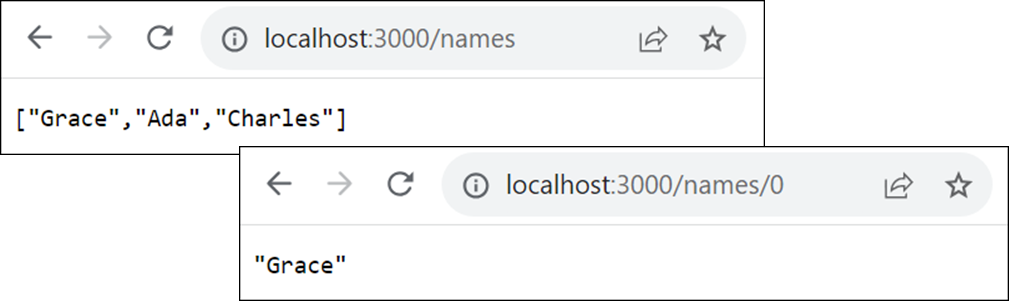 localhost:3000/names
["Grace","Ada","Charles"]
localhost:3000/names/0
"Grace"